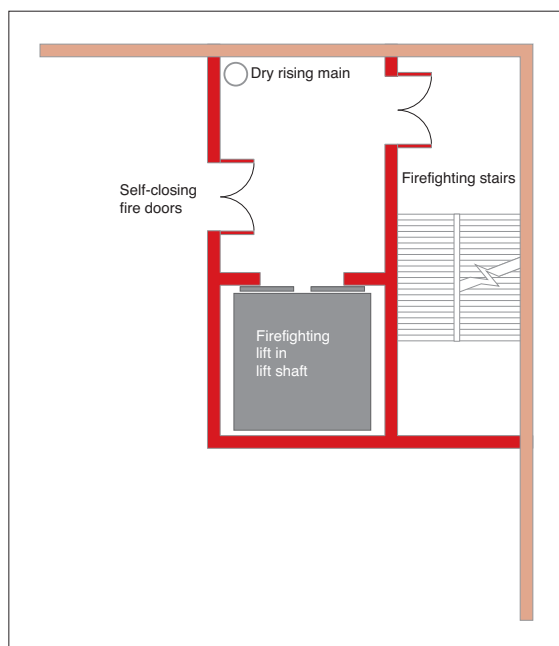 Dry rising main
Firefighting stairs
Self-closing
fire doors
Firefighting
lift in
lift shaft